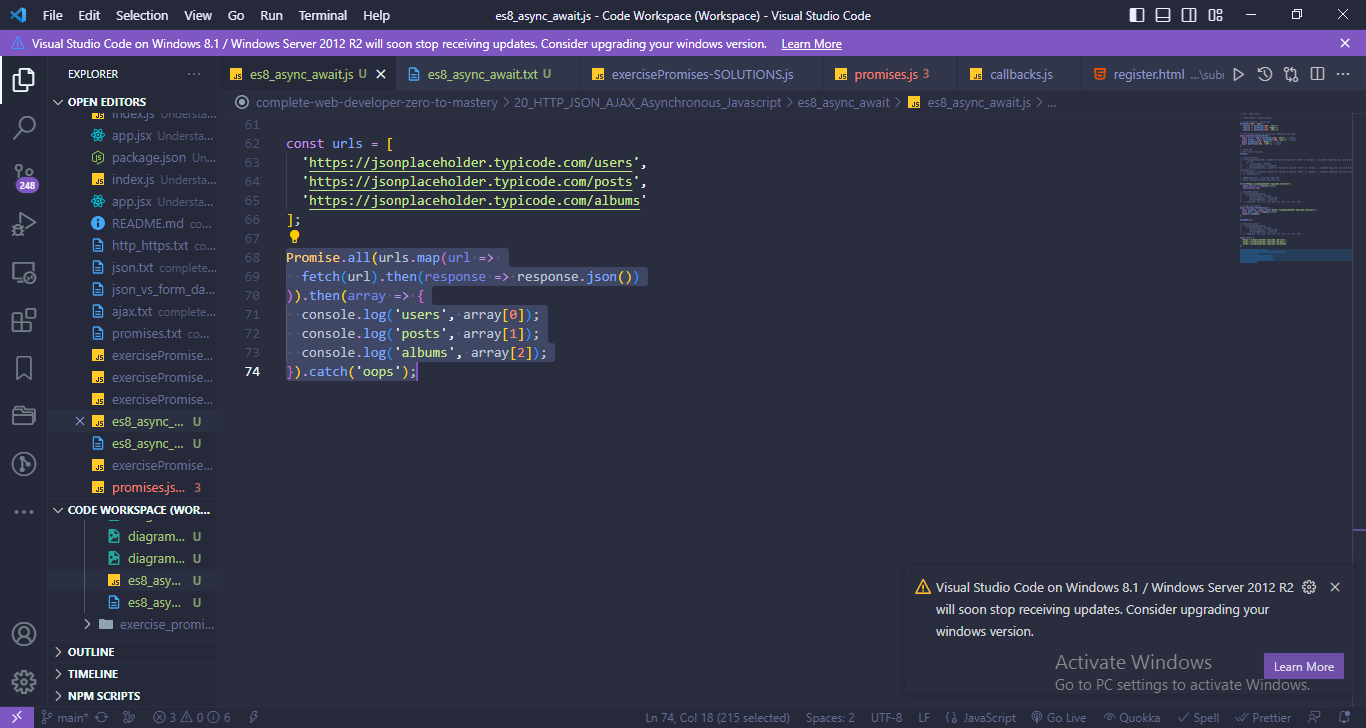 File Edit Selection View Go Run Terminal Help
es8_async_await.js - Code Workspace (Workspace) - Visual Studio Code
Visual Studio Code on Windows 8.1 / Windows Server 2012 R2 will soon stop receiving updates. Consider upgrading your windows version. Learn More
EXPLORER
OPEN EDITORS
index.js Understa...
app.jsx Understa...
package.json Un...
index.js Understa...
app.jsx Understa...
README.md co...
http_https.txt co...
json.txt complete...
json_vs_form_da...
ajax.txt complete...
promises.txt co...
exercisePromise...
exercisePromise...
exercisePromise...
es8_async_... U
es8_async_... U
exercisePromise...
promises.js... 3
CODE WORKSPACE (WOR...
diagram... U
diagram... U
es8_asy... U
es8_asy... U
exercise_promi...
OUTLINE
TIMELINE
NPM SCRIPTS
248
es8_async_await.js U
es8_async_await.txt U
exercisePromises-SOLUTIONS.js
promises.js 3
callbacks.js
register.html ...\subm
complete-web-developer-zero-to-mastery > 20_HTTP_JSON_AJAX_Asynchronous_Javascript > es8_async_await > es8_async_await.js > ...
61
62 const urls = [
63 'https://jsonplaceholder.typicode.com/users',
64 'https://jsonplaceholder.typicode.com/posts',
65 'https://jsonplaceholder.typicode.com/albums'
66 ];
67
68 Promise.all(urls.map(url =>
69 fetch(url).then(response => response.json())
70 )).then(array => {
71 console.log('users', array[0]);
72 console.log('posts', array[1]);
73 console.log('albums', array[2]);
74 }).catch('oops');
Visual Studio Code on Windows 8.1 / Windows Server 2012 R2
will soon stop receiving updates. Consider upgrading your
windows version.
Learn More
Activate Windows
Go to PC settings to activate Windows.
main* 3 0 6
Ln 74, Col 18 (215 selected) Spaces: 2 UTF-8 LF JavaScript Go Live Quokka Spell Prettier